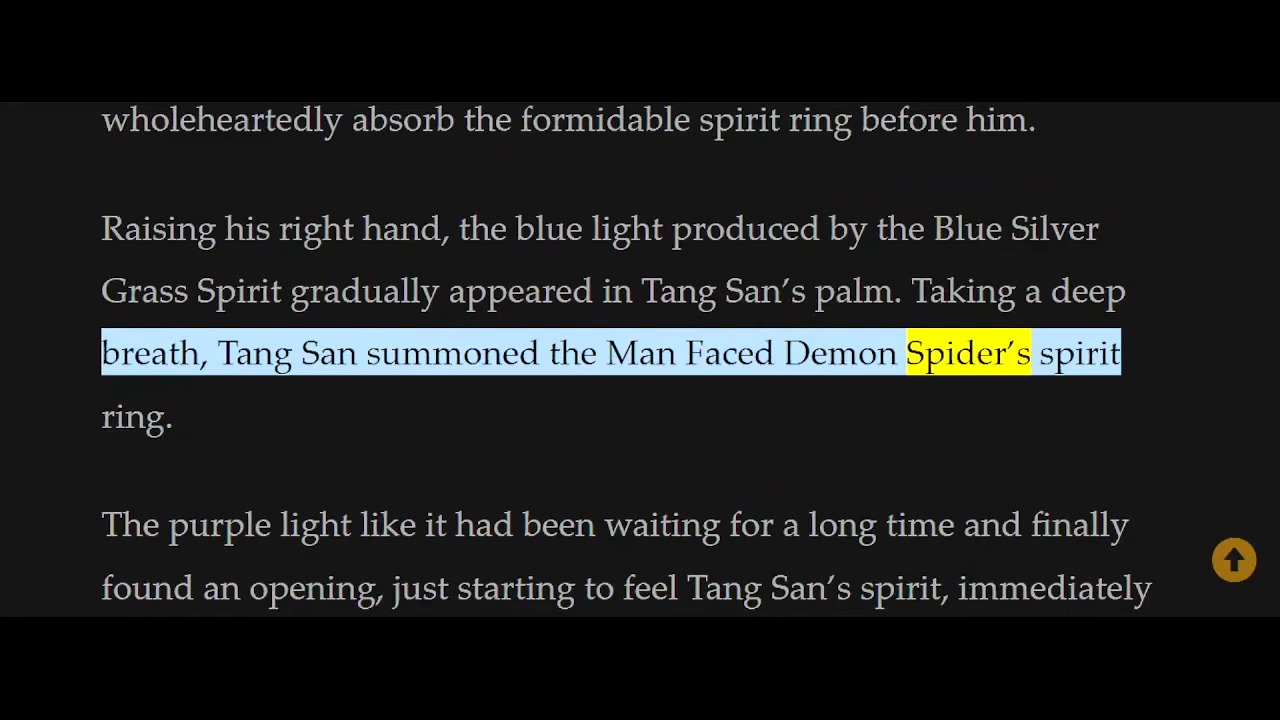 wholeheartedly absorb the formidable spirit ring before him.
Raising his right hand, the blue light produced by the Blue Silver
Grass Spirit gradually appeared in Tang San’s palm. Taking a deep
breath, Tang San summoned the Man Faced Demon Spider’s spirit
ring.
The purple light like it had been waiting for a long time and finally
found an opening, just starting to feel Tang San’s spirit, immediately